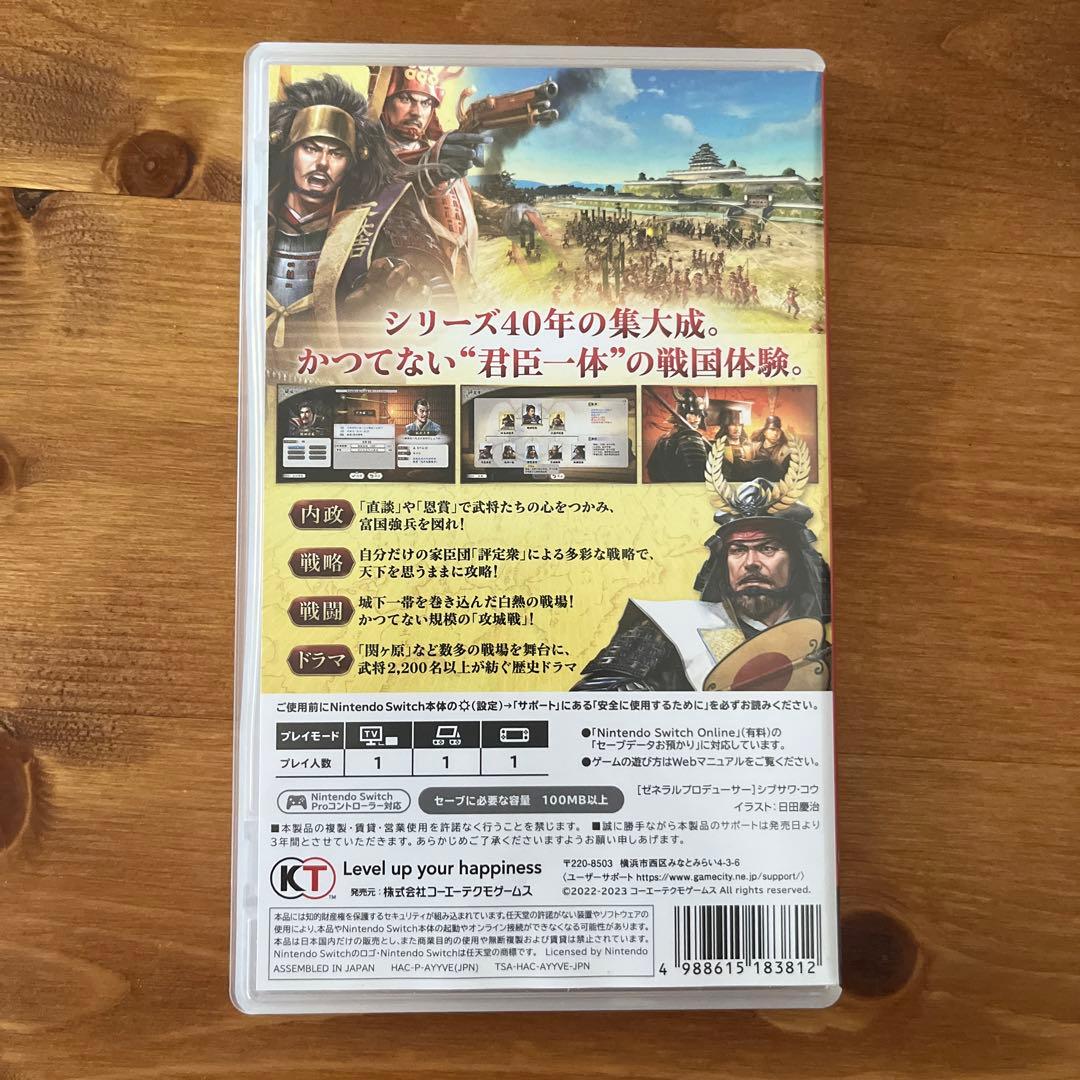 シリーズ40年の集大成。
かつてない“君臣一体”の戦国体験。
内政
「直談」や「恩賞」で武将たちの心をつかみ、
富国強兵を図れ!
戦略
自分だけの家臣団「評定衆」による多彩な戦略で、
天下を思うままに攻略!
戦闘
城下一帯を巻き込んだ白熱の戦場!
かつてない規模の「攻城戦」!
ドラマ
「関ヶ原」など数多の戦場を舞台に、
武将2,200名以上が紡ぐ歴史ドラマ
ご使用前にNintendo Switch本体の(設定)→「サポート」にある「安全に使用するために」を必ずお読みください。
プレイモード TV
プレイ人数 1 1 1
●「Nintendo Switch Online」(有料)の
「セーブデータお預かり」に対応しています。
●ゲームの遊び方はWebマニュアルをご覧ください。
Nintendo Switch
Proコントローラー対応
セーブに必要な容量 100MB以上
[ゼネラルプロデューサー]シブサワ・コウ
イラスト:日田慶治
■本製品の複製・賃貸・営業使用を許諾なく行うことを禁じます。 ■誠に勝手ながら本製品のサポートは発売日より
3年間とさせていただきます。あらかじめご了承くださいますようお願い申しあげます。
KT
TM
Level up your happiness
発売元:株式会社コーエーテクモゲームス
〒220-8503 横浜市西区みなとみらい4-3-6
〈ユーザーサポート https://www.gamecity.ne.jp/support/〉
©2022-2023 コーエーテクモゲームス All rights reserved.
本品には知的財産権を保護するセキュリティが組み込まれています。任天堂の許諾がない装置やソフトウェアの
使用により、本品やNintendo Switch本体の起動やオンライン接続ができなくなる可能性があります。
本品は日本国内だけの販売とし、また商業目的の使用や無断複製および賃貸は禁止されています。
Nintendo Switchのロゴ・Nintendo Switchは任天堂の商標です。 Licensed by Nintendo
ASSEMBLED IN JAPAN HAC-P-AYYVE(JPN) TSA-HAC-AYYVE-JPN
4 988615 183812